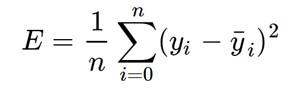 E = \frac{1}{n} \sum_{i=0}^{n} (y_i - \bar{y}_i)^2